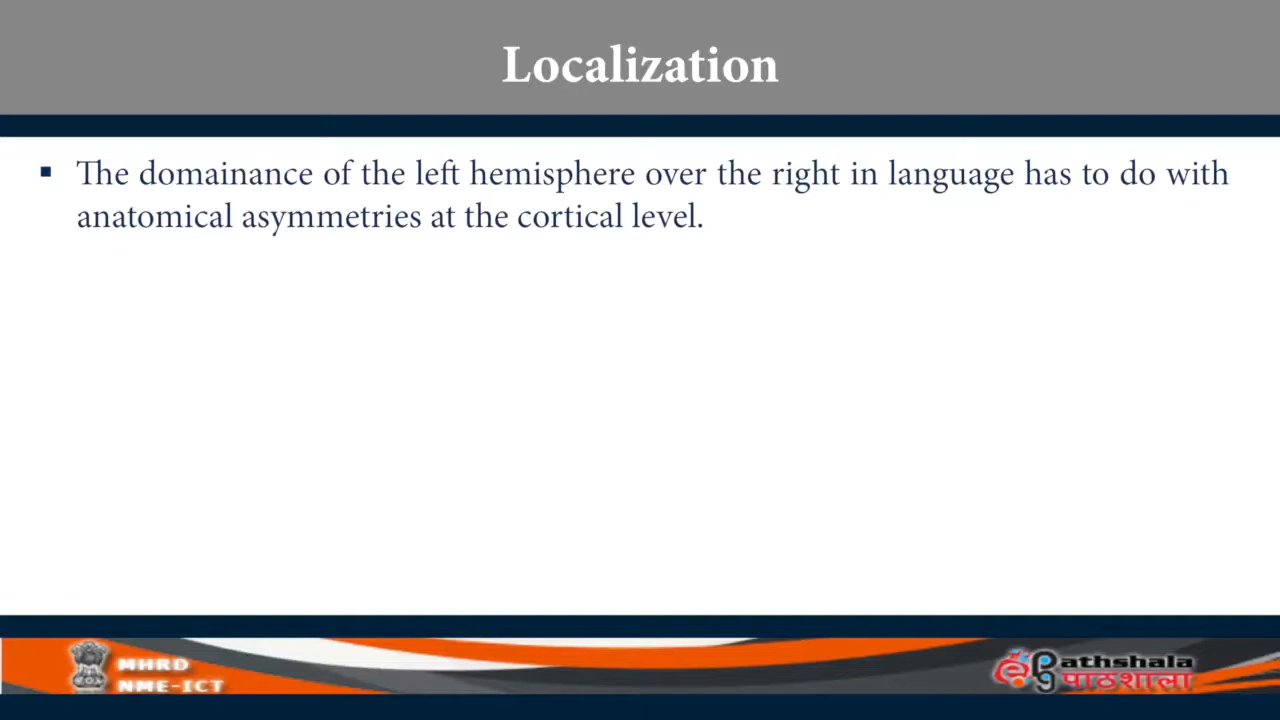 Localization
▪ The domainance of the left hemisphere over the right in language has to do with
anatomical asymmetries at the cortical level.
MHRD
NME-ICT
ePathshala
पाठशाला